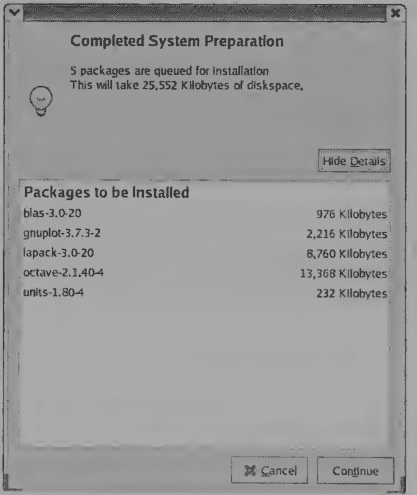 Completed System Preparation
5 packages are queued for installation
This will take 25,552 Kilobytes of diskspace.
Hide Details
Packages to be Installed
blas-3.0-20 976 Kilobytes
gnuplot-3.7.3-2 2,216 Kilobytes
lapack-3.0-20 8,760 Kilobytes
octave-2.1.40-4 13,368 Kilobytes
units-1.80-4 232 Kilobytes
Cancel Continue